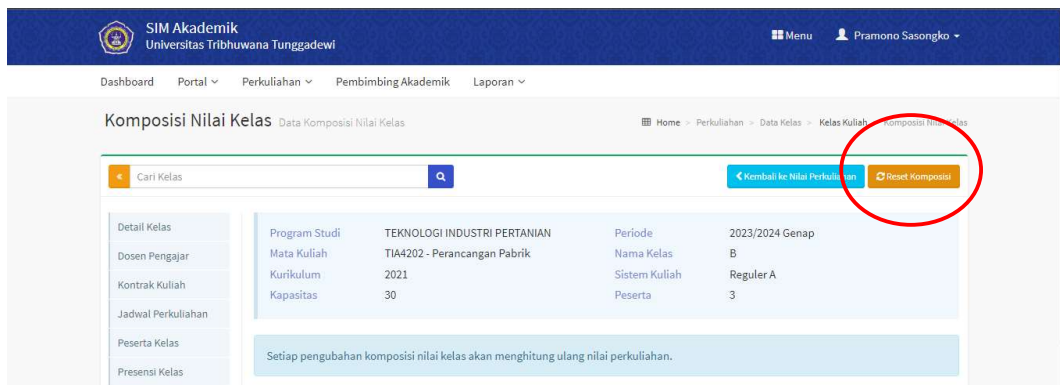 SIM Akademik
Universitas Tribhuwana Tunggadewi
Menu Pramono Sasongko
Dashboard Portal Perkuliahan Pembimbing Akademik Laporan
Komposisi Nilai Kelas Data Komposisi Nilai Kelas
Home > Perkuliahan > Data Kelas > Kelas Kuliah > Komposisi Nilai Kelas
« Cari Kelas
Kembali ke Nilai Perkuliahan Reset Komposisi
Detail Kelas
Dosen Pengajar
Kontrak Kuliah
Jadwal Perkuliahan
Peserta Kelas
Presensi Kelas
Program Studi TEKNOLOGI INDUSTRI PERTANIAN Periode 2023/2024 Genap
Mata Kuliah TIA4202 - Perancangan Pabrik Nama Kelas B
Kurikulum 2021 Sistem Kuliah Reguler A
Kapasitas 30 Peserta 3
Setiap pengubahan komposisi nilai kelas akan menghitung ulang nilai perkuliahan.